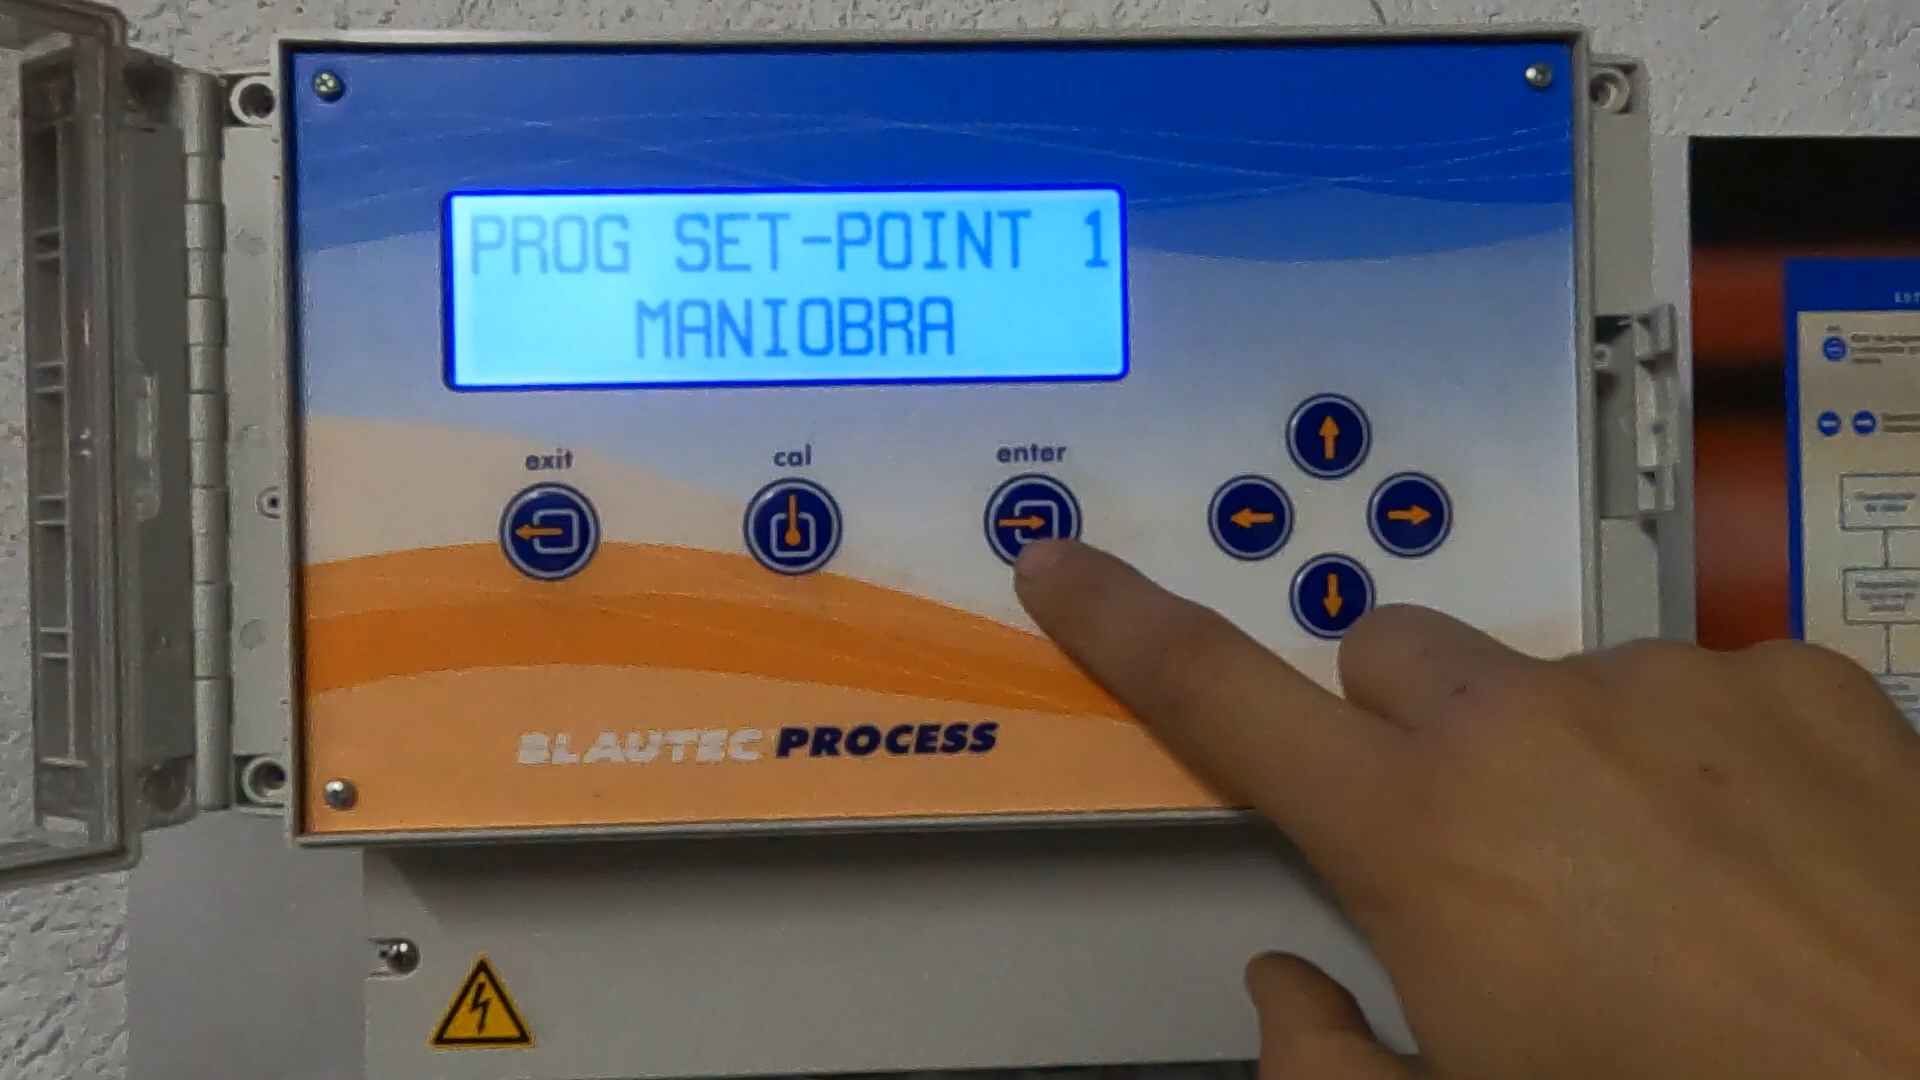 PROG SET-POINT 1
MANIOBRA
exit
cal
enter
BLAUTEC PROCESS